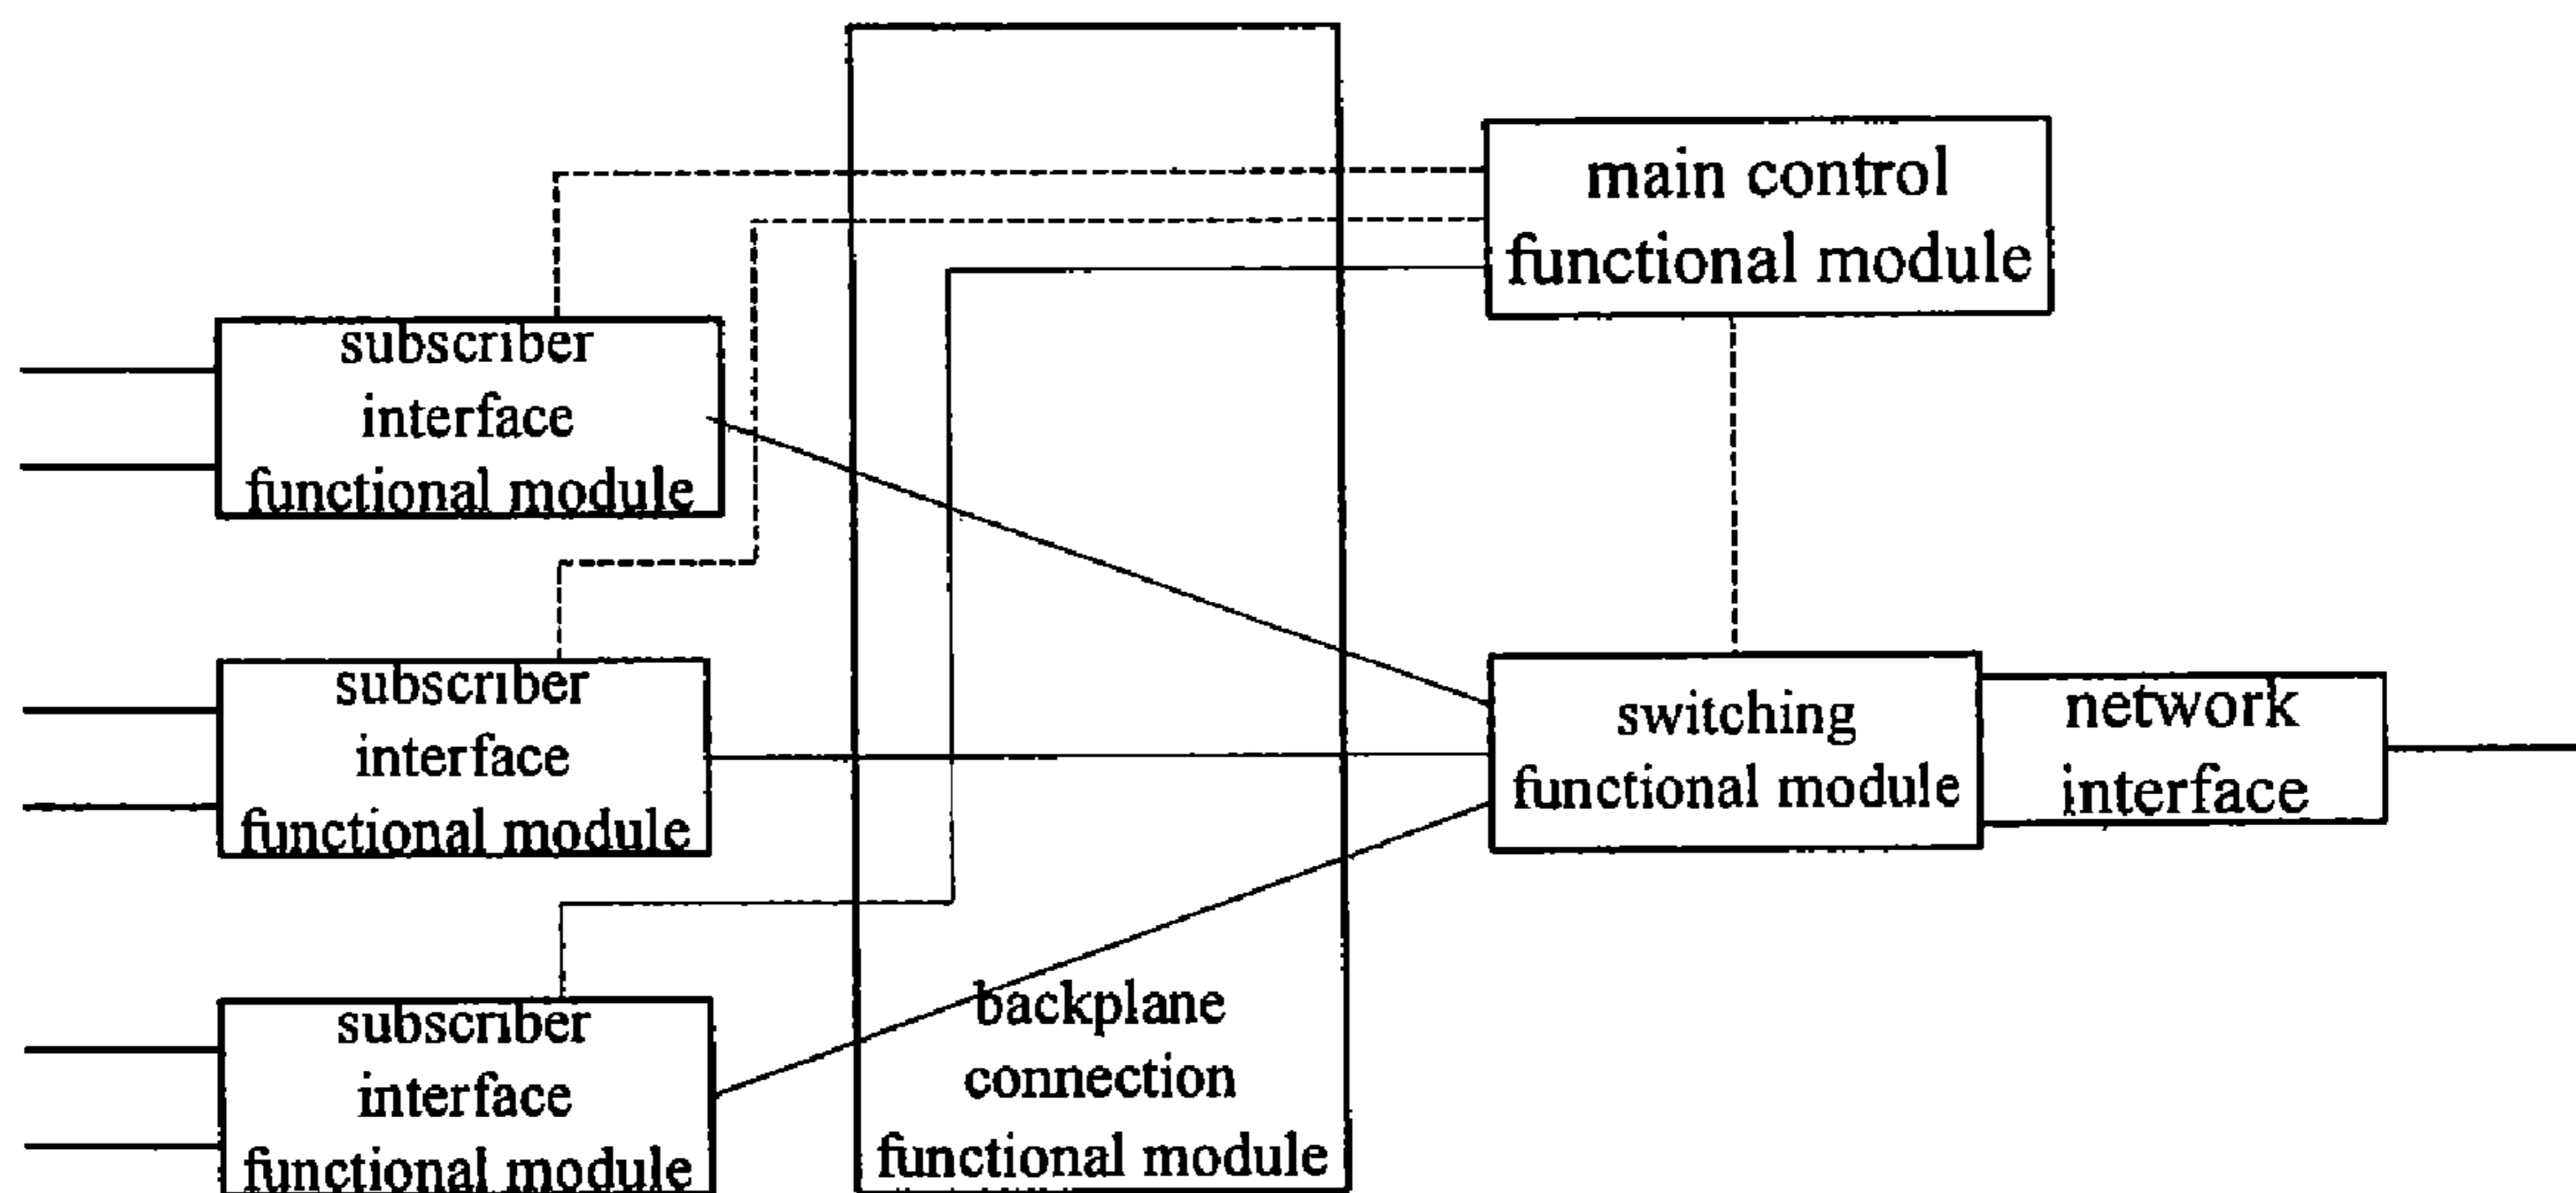 main control
functional module
subscriber
interface
functional module
subscriber
interface
functional module
switching
functional module
network
interface
subscriber
interface
functional module
backplane
connection
functional module